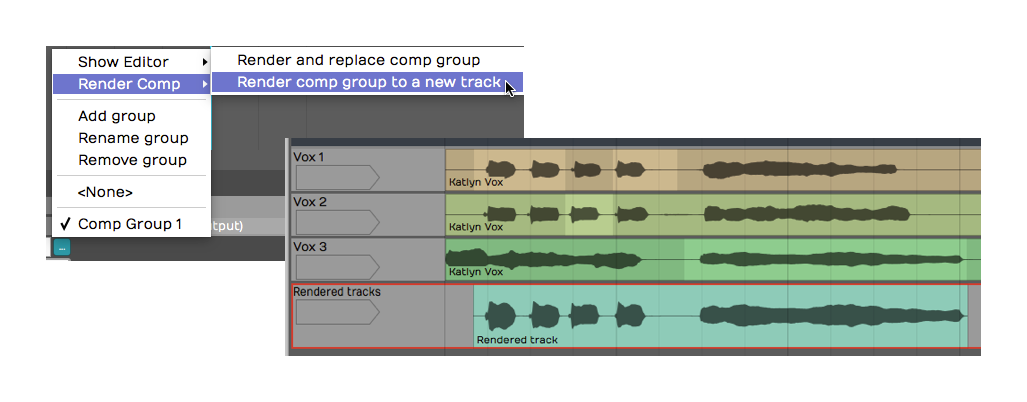 Show Editor
Render Comp
Render and replace comp group
Render comp group to a new track
Add group
Rename group
Remove group
<None>
✓ Comp Group 1
tput)
...
Vox 1
Katlyn Vox
Vox 2
Katlyn Vox
Vox 3
Katlyn Vox
Rendered tracks
Rendered track